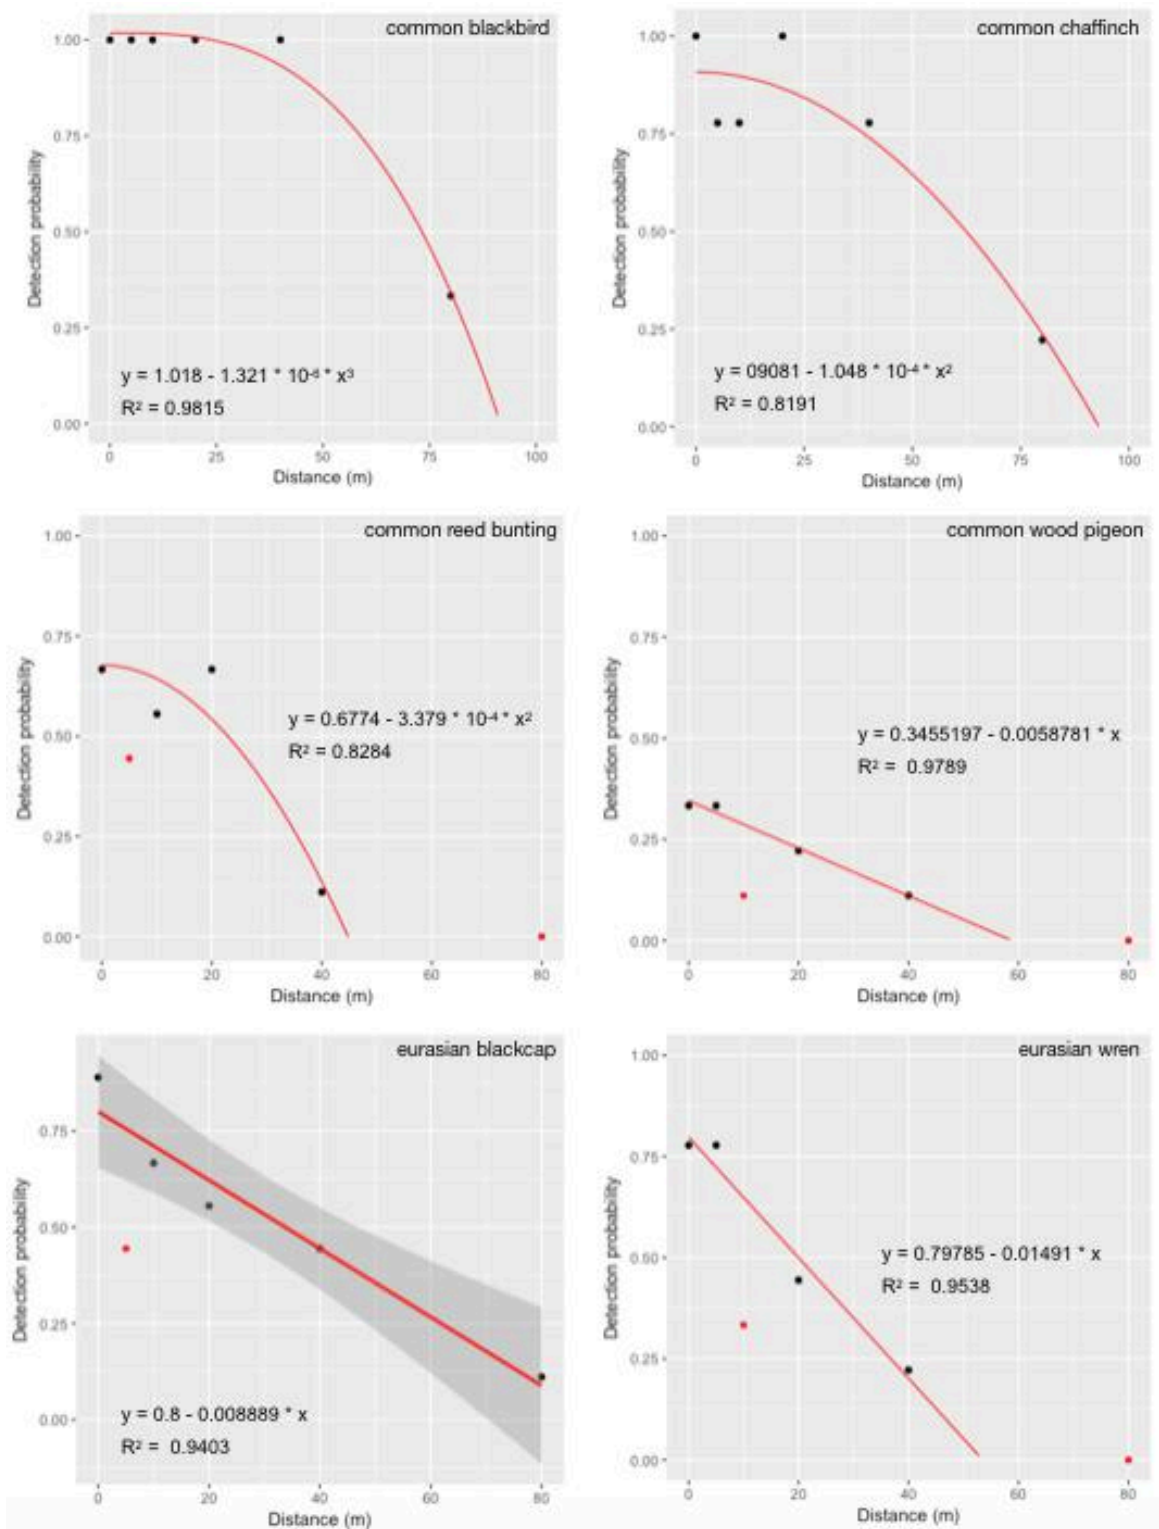 common blackbird
1.00
0.75
0.50
0.25
0.00
Detection probability
y = 1.018 - 1.321 * 10-6 * x3
R2 = 0.9815
0 25 50 75 100
Distance (m)
common chaffinch
1.00
0.75
0.50
0.25
0.00
Detection probability
y = 09081 - 1.048 * 10-4 * x2
R2 = 0.8191
0 25 50 75 100
Distance (m)
common reed bunting
1.00
0.75
0.50
0.25
0.00
Detection probability
y = 0.6774 - 3.379 * 10-4 * x2
R2 = 0.8284
0 20 40 60 80
Distance (m)
common wood pigeon
1.00
0.75
0.50
0.25
0.00
Detection probability
y = 0.3455197 - 0.0058781 * x
R2 = 0.9789
0 20 40 60 80
Distance (m)
eurasian blackcap
0.75
0.50
0.25
0.00
Detection probability
y = 0.8 - 0.008889 * x
R2 = 0.9403
0 20 40 60 80
Distance (m)
eurasian wren
1.00
0.75
0.50
0.25
0.00
Detection probability
y = 0.79785 - 0.01491 * x
R2 = 0.9538
0 20 40 60 80
Distance (m)